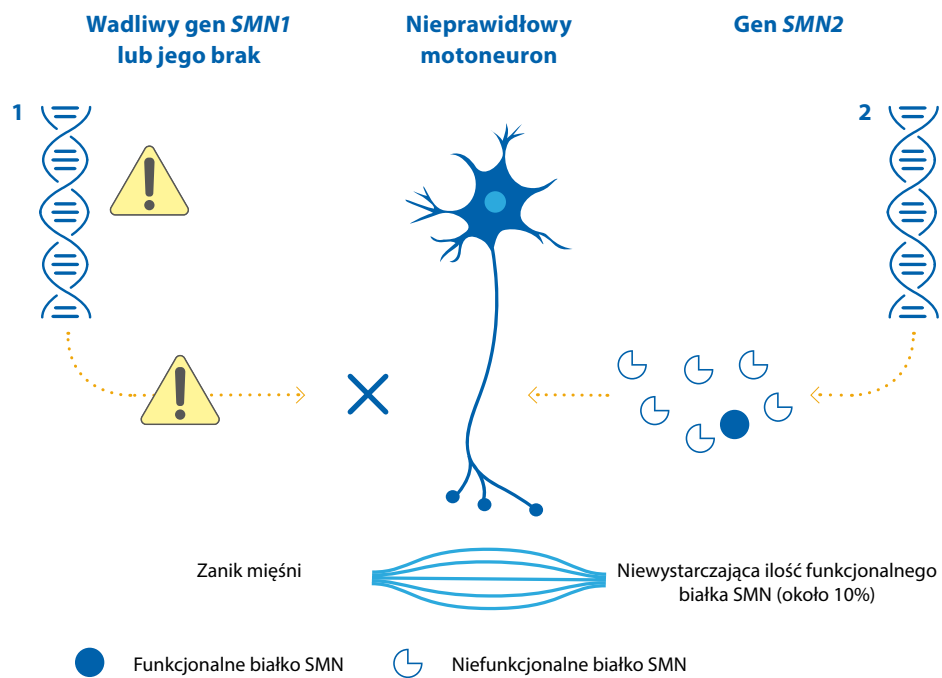 Wadliwy gen SMN1
lub jego brak
Nieprawidłowy
motoneuron
Gen SMN2
1
2
Zanik mięśni
Niewystarczająca ilość funkcjonalnego
białka SMN (około 10%)
Funkcjonalne białko SMN
Niefunkcjonalne białko SMN